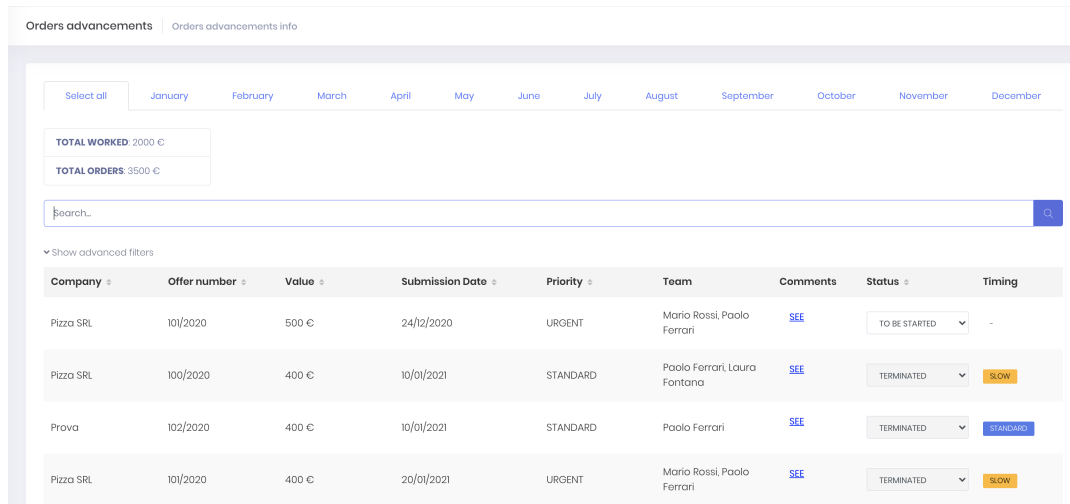 Orders advancements Orders advancements info
Select all January February March April May June July August September October November December
TOTAL WORKED: 2000 €
TOTAL ORDERS: 3500 €
Search...
Show advanced filters
Company Offer number Value Submission Date Priority Team Comments Status Timing
Pizza SRL 101/2020 500 € 24/12/2020 URGENT Mario Rossi, Paolo SEE TO BE STARTED -
Ferrari
Pizza SRL 100/2020 400 € 10/01/2021 STANDARD Paolo Ferrari, Laura SEE TERMINATED SLOW
Fontana
Prova 102/2020 400 € 10/01/2021 STANDARD Paolo Ferrari SEE TERMINATED STANDARD
Pizza SRL 101/2020 400 € 20/01/2021 URGENT Mario Rossi, Paolo SEE TERMINATED SLOW
Ferrari